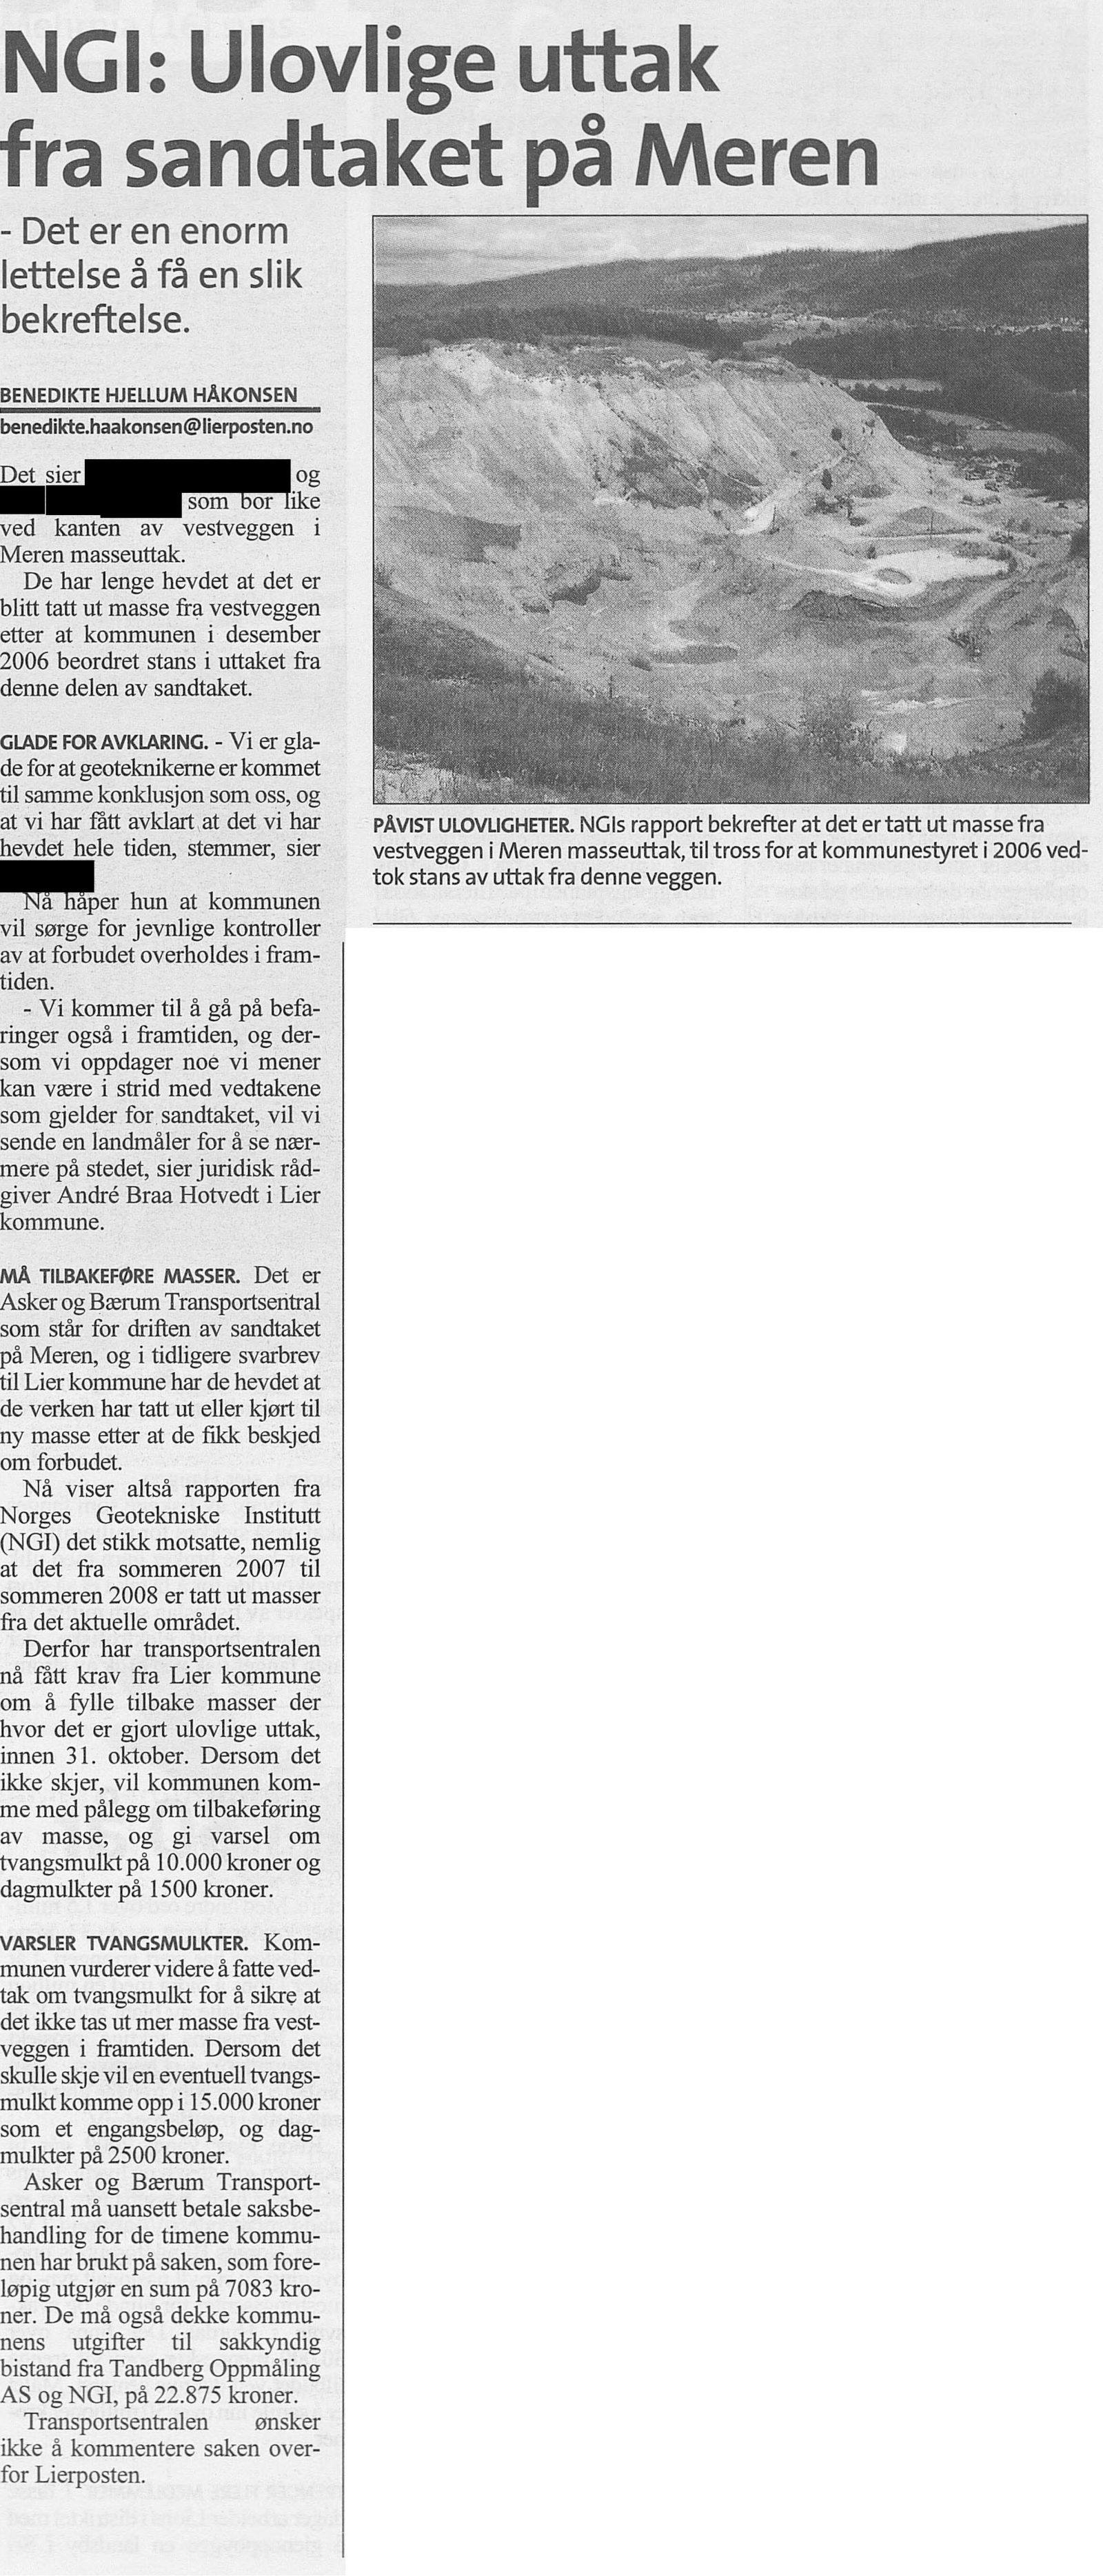 NGI: Ulovlige uttak
fra sandtaket på Meren
- Det er en enorm
lettelse å få en slik
bekreftelse.
BENEDIKTE HJELLUM HÅKONSEN
benedikte.haakonsen@lierposten.no
Det sier og
som bor like
ved kanten av vestveggen i
Meren masseuttak.
De har lenge hevdet at det er
blitt tatt ut masse fra vestveggen
etter at kommunen i desember
2006 beordret stans i uttaket fra
denne delen av sandtaket.
GLADE FOR AVKLARING. - Vi er gla-
de for at geoteknikerne er kommet
til samme konklusjon som oss, og
at vi har fått avklart at det vi har
hevdet hele tiden, stemmer, sier
Nå håper hun at kommunen
vil sørge for jevnlige kontroller
av at forbudet overholdes i fram-
tiden.
- Vi kommer til å gå på befa-
ringer også i framtiden, og der-
som vi oppdager noe vi mener
kan være i strid med vedtakene
som gjelder for sandtaket, vil vi
sende en landmåler for å se nær-
mere på stedet, sier juridisk råd-
giver André Braa Hotvedt i Lier
kommune.
MÅ TILBAKEFØRE MASSER. Det er
Asker og Bærum Transportsentral
som står for driften av sandtaket
på Meren, og i tidligere svarbrev
til Lier kommune har de hevdet at
de verken har tatt ut eller kjørt til
ny masse etter at de fikk beskjed
om forbudet.
Nå viser altså rapporten fra
Norges Geotekniske Institutt
(NGI) det stikk motsatte, nemlig
at det fra sommeren 2007 til
sommeren 2008 er tatt ut masser
fra det aktuelle området.
Derfor har transportsentralen
nå fått krav fra Lier kommune
om å fylle tilbake masser der
hvor det er gjort ulovlige uttak,
innen 31. oktober. Dersom det
ikke skjer, vil kommunen kom-
me med pålegg om tilbakeføring
av masse, og gi varsel om
tvangsmulkt på 10.000 kroner og
dagmulkter på 1500 kroner.
VARSLER TVANGSMULKTER. Kom-
munen vurderer videre å fatte ved-
tak om tvangsmulkt for å sikre at
det ikke tas ut mer masse fra vest-
veggen i framtiden. Dersom det
skulle skje vil en eventuell tvangs-
mulkt komme opp i 15.000 kroner
som et engangsbeløp, og dag-
mulkter på 2500 kroner.
Asker og Bærum Transport-
sentral må uansett betale saksbe-
handling for de timene kommu-
nen har brukt på saken, som fore-
løpig utgjør en sum på 7083 kro-
ner. De må også dekke kommu-
nens utgifter til sakkyndig
bistand fra Tandberg Oppmåling
AS og NGI, på 22.875 kroner.
Transportsentralen ønsker
ikke å kommentere saken over-
for Lierposten.
PÅVIST ULOVLIGHETER. NGIs rapport bekrefter at det er tatt ut masse fra
vestveggen i Meren masseuttak, til tross for at kommunestyret i 2006 ved-
tok stans av uttak fra denne veggen.